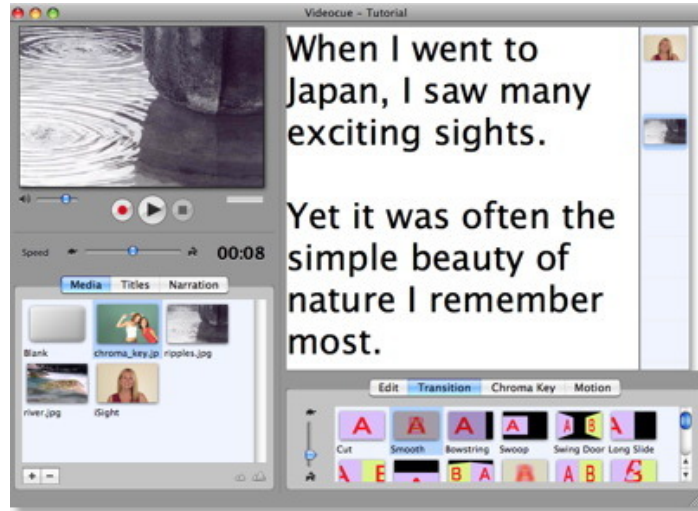 Videocue - Tutorial
When I went to
Japan, I saw many
exciting sights.
Yet it was often the
simple beauty of
nature I remember
most.
Speed
00:08
Media Titles Narration
Blank chroma_key.jp ripples.jpg
river.jpg iSight
Edit Transition Chroma Key Motion
A A A A A B A
Cut Smooth Bowstring Swoop Swing Door Long Slide
A E B A A A B B